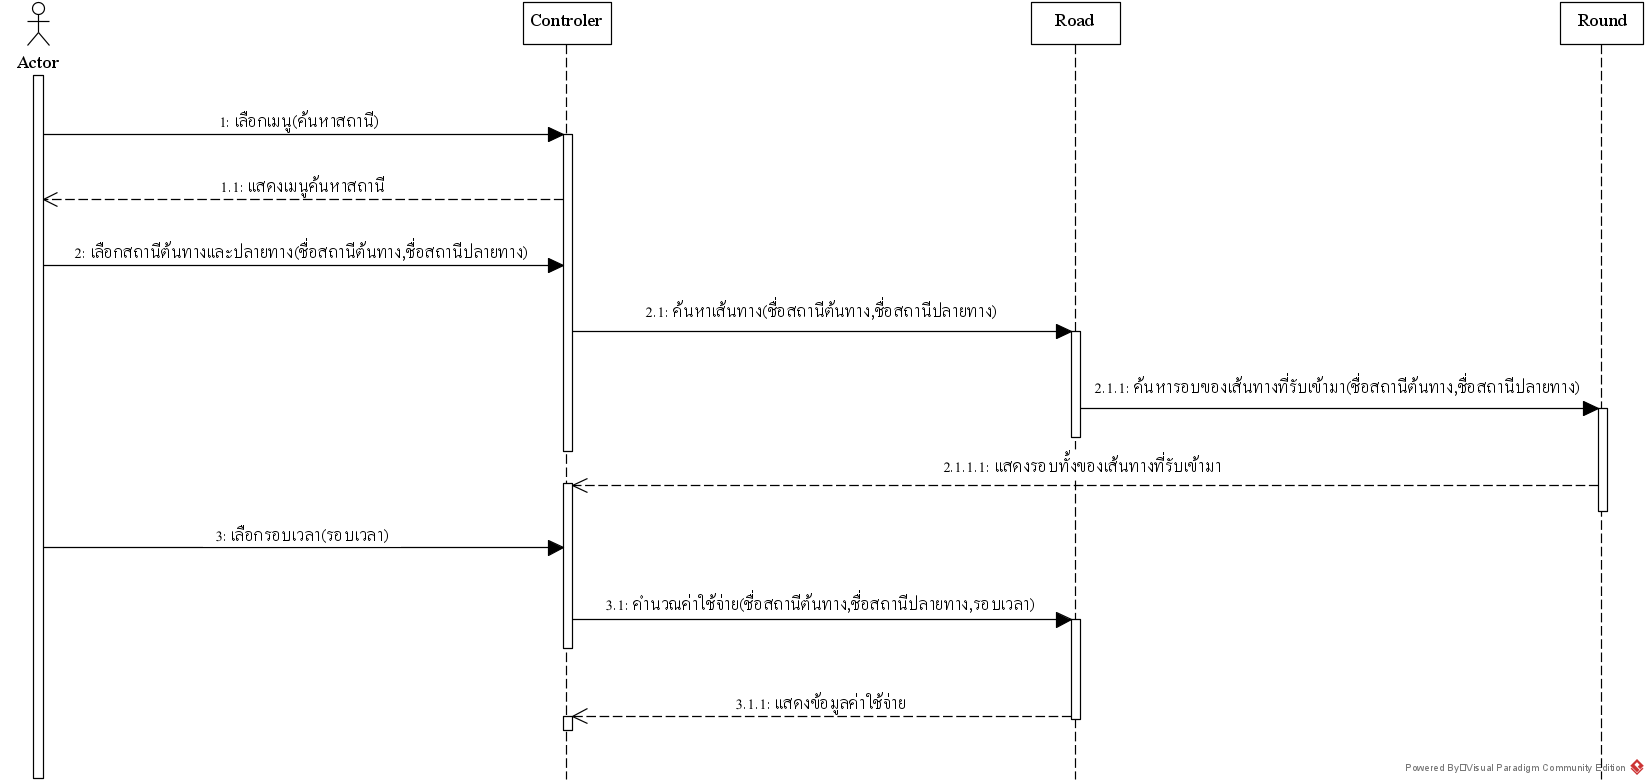 Controler
Road
Round
Actor
1: เลือกเมนู(ค้นหาสถานี)
1.1: แสดงเมนูค้นหาสถานี
2: เลือกสถานีต้นทางและปลายทาง(ชื่อสถานีต้นทาง,ชื่อสถานีปลายทาง)
2.1: ค้นหาเส้นทาง(ชื่อสถานีต้นทาง,ชื่อสถานีปลายทาง)
2.1.1: ค้นหารอบของเส้นทางที่รับเข้ามา(ชื่อสถานีต้นทาง,ชื่อสถานีปลายทาง)
2.1.1.1: แสดงรอบทั้งของเส้นทางที่รับเข้ามา
3: เลือกรอบเวลา(รอบเวลา)
3.1: คำนวณค่าใช้จ่าย(ชื่อสถานีต้นทาง,ชื่อสถานีปลายทาง,รอบเวลา)
3.1.1: แสดงข้อมูลค่าใช้จ่าย
Powered By Visual Paradigm Community Edition